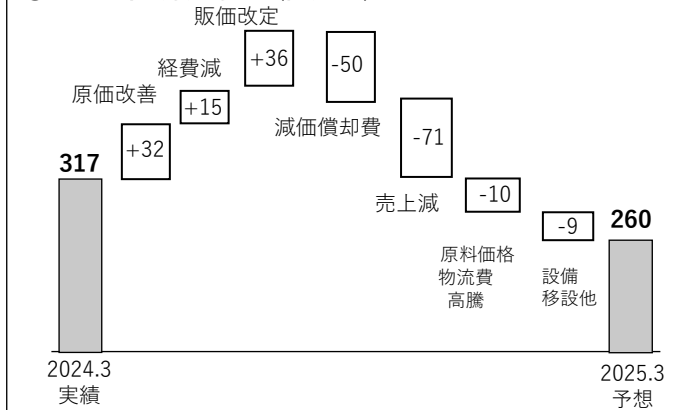 販価改定
+36
-50
経費減
+15
原価改善
+32
減価償却費
-71
317
売上減
-10
-9
260
原料価格
物流費
高騰
設備
移設他
2024.3
実績
2025.3
予想